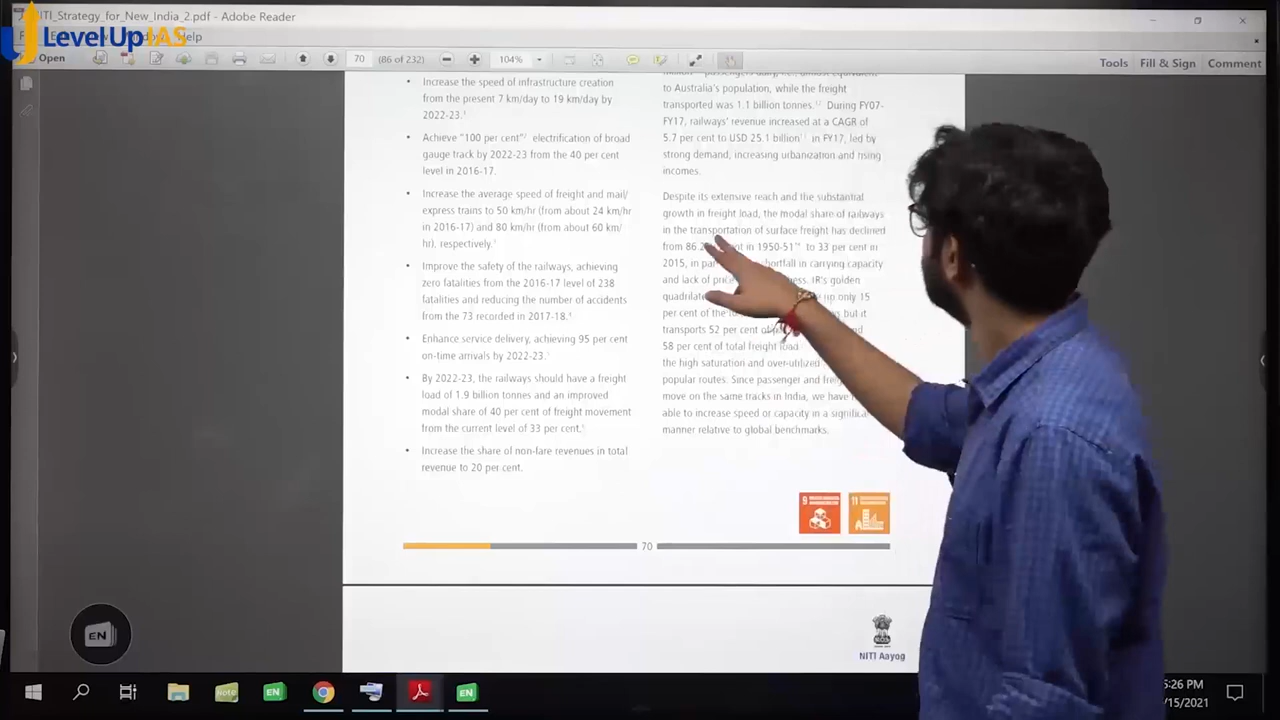 NITI_Strategy_for_New_India_2.pdf - Adobe Reader
LevelUpIAS
Help
Open
70
(86 of 232)
104%
Tools
Fill & Sign
Comment
• Increase the speed of infrastructure creation
from the present 7 km/day to 19 km/day by
2022-23.
• Achieve "100 per cent" electrification of broad
gauge track by 2022-23 from the 40 per cent
level in 2016-17.
• Increase the average speed of freight and mail/
express trains to 50 km/hr (from about 24 km/hr
in 2016-17) and 80 km/hr (from about 60 km/
hr), respectively.
• Improve the safety of the railways, achieving
zero fatalities from the 2016-17 level of 238
fatalities and reducing the number of accidents
from the 73 recorded in 2017-18.
• Enhance service delivery, achieving 95 per cent
on-time arrivals by 2022-23.
• By 2022-23, the railways should have a freight
load of 1.9 billion tonnes and an improved
modal share of 40 per cent of freight movement
from the current level of 33 per cent.
• Increase the share of non-fare revenues in total
revenue to 20 per cent.
passengers daily,
to Australia's population, while the freight
transported was 1.1 billion tonnes. During FY07-
FY17, railways' revenue increased at a CAGR of
5.7 per cent to USD 25.1 billion in FY17, led by
strong demand, increasing urbanization and rising
incomes.
Despite its extensive reach and the substantial
growth in freight load, the modal share of railways
in the transportation of surface freight has declined
from 86.2 in 1950-51 to 33 per cent in
2015, in shortfall in carrying capacity
and lack of IR's golden
up only 15
per cent of the but it
transports 52 per cent of
58 per cent of total freight load
the high saturation and over-utilized
popular routes. Since passenger and
move on the same tracks in India, we have
able to increase speed or capacity in a
manner relative to global benchmarks.
9
11
70
EN
NITI Aayog
note
EN
EN
5:26 PM
/15/2021